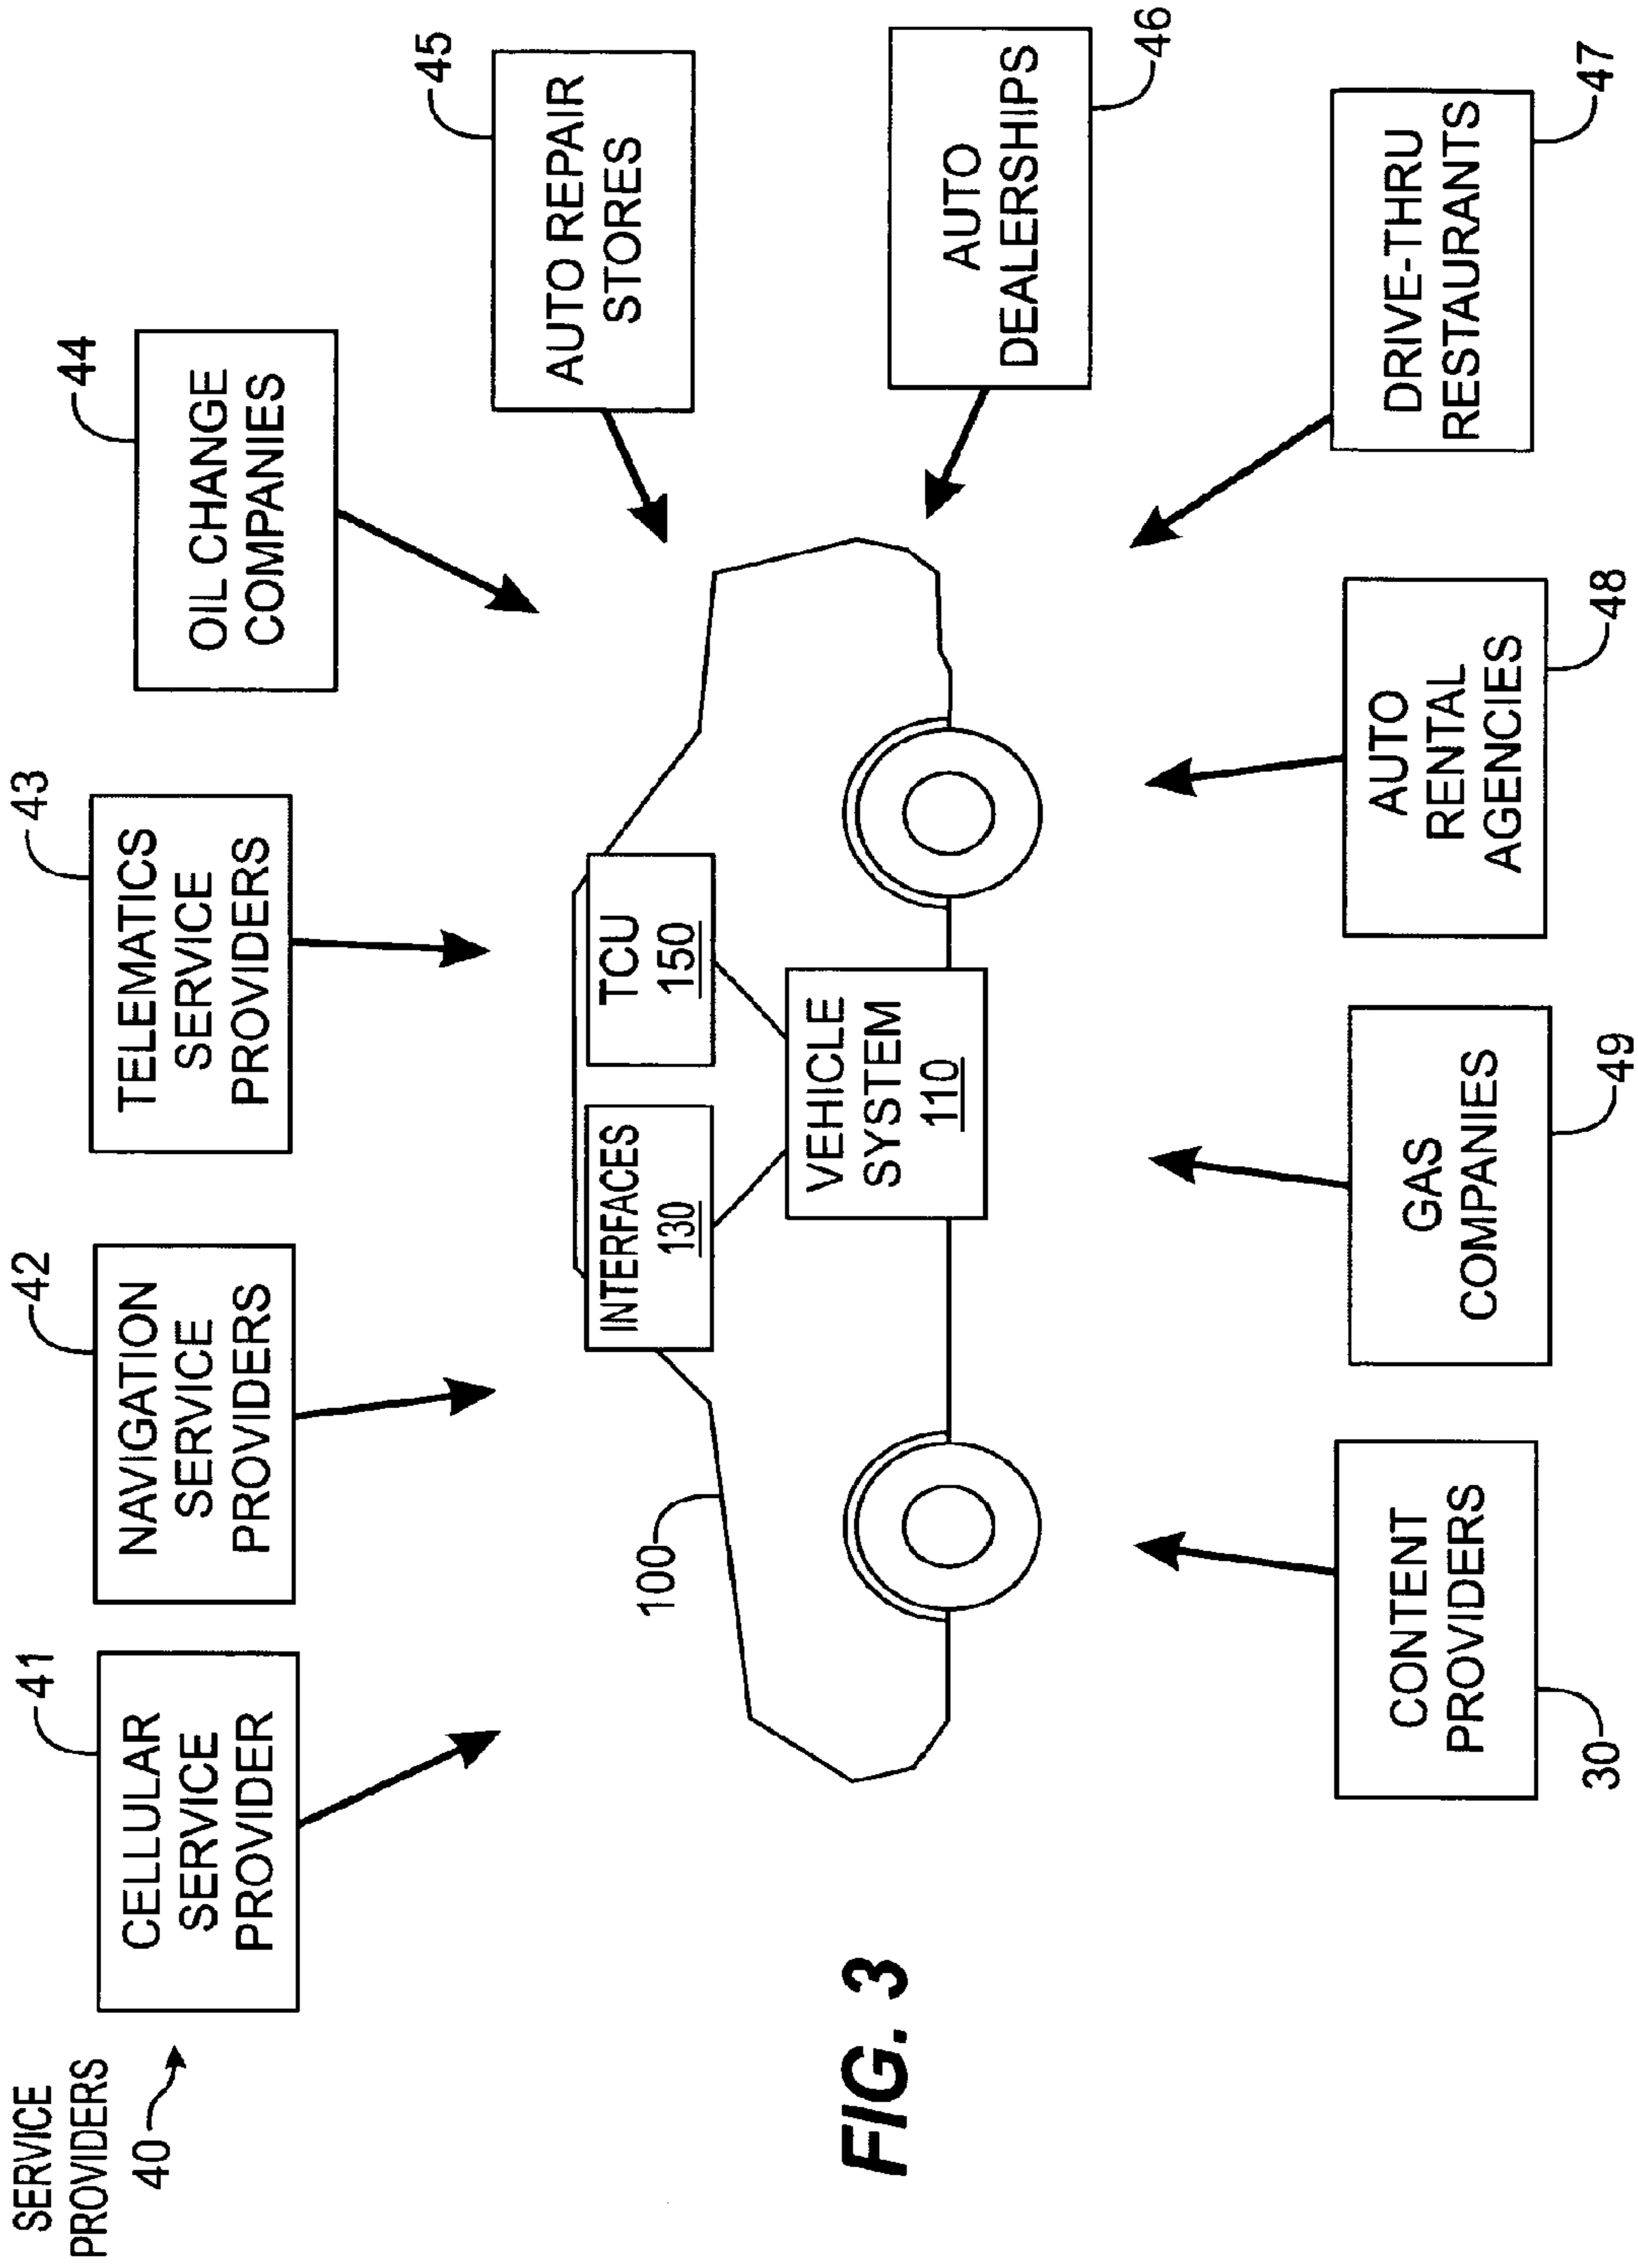 SERVICE
PROVIDERS
40
CELLULAR
SERVICE
PROVIDER
41
NAVIGATION
SERVICE
PROVIDERS
42
TELEMATICS
SERVICE
PROVIDERS
43
OIL CHANGE
COMPANIES
44
AUTO REPAIR
STORES
45
AUTO
DEALERSHIPS
46
DRIVE-THRU
RESTAURANTS
47
AUTO
RENTAL
AGENCIES
48
GAS
COMPANIES
49
CONTENT
PROVIDERS
30
100
INTERFACES
130
TCU
150
VEHICLE
SYSTEM
110
FIG. 3